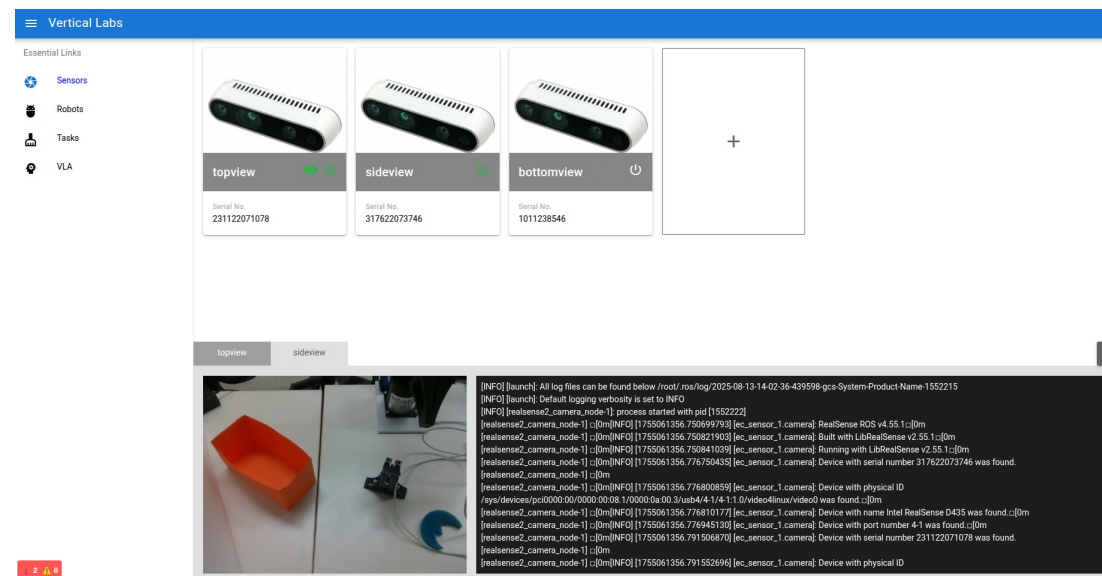 Vertical Labs
Essential Links
Sensors
Robots
Tasks
VLA
topview
Serial No.
231122071078
sideview
Serial No.
317622073746
bottomview
Serial No.
1011238546
+
topview
sideview
[INFO] [launch]: All log files can be found below /root/.ros/log/2025-08-13-14-02-36-439598-gcs-System-Product-Name-1552215
[INFO] [launch]: Default logging verbosity is set to INFO
[INFO] [realsense2_camera_node-1]: process started with pid [1552222]
[realsense2_camera_node-1] □[0m[INFO] [1755061356.750699793] [ec_sensor_1.camera]: RealSense ROS v4.55.1□[0m
[realsense2_camera_node-1] □[0m[INFO] [1755061356.750821903] [ec_sensor_1.camera]: Built with LibRealSense v2.55.1□[0m
[realsense2_camera_node-1] □[0m[INFO] [1755061356.750841039] [ec_sensor_1.camera]: Running with LibRealSense v2.55.1□[0m
[realsense2_camera_node-1] □[0m[INFO] [1755061356.776750435] [ec_sensor_1.camera]: Device with serial number 317622073746 was found.
[realsense2_camera_node-1] □[0m
[realsense2_camera_node-1] □[0m[INFO] [1755061356.776800859] [ec_sensor_1.camera]: Device with physical ID
/sys/devices/pci0000:00/0000:00:08.1/0000:0a:00.3/usb4/4-1/4-1:1.0/video4linux/video0 was found.□[0m
[realsense2_camera_node-1] □[0m[INFO] [1755061356.776810177] [ec_sensor_1.camera]: Device with name Intel RealSense D435 was found.□[0m
[realsense2_camera_node-1] □[0m[INFO] [1755061356.776945130] [ec_sensor_1.camera]: Device with port number 4-1 was found.□[0m
[realsense2_camera_node-1] □[0m[INFO] [1755061356.791506870] [ec_sensor_1.camera]: Device with serial number 231122071078 was found.
[realsense2_camera_node-1] □[0m
[realsense2_camera_node-1] □[0m[INFO] [1755061356.791552696] [ec_sensor_1.camera]: Device with physical ID
2 0